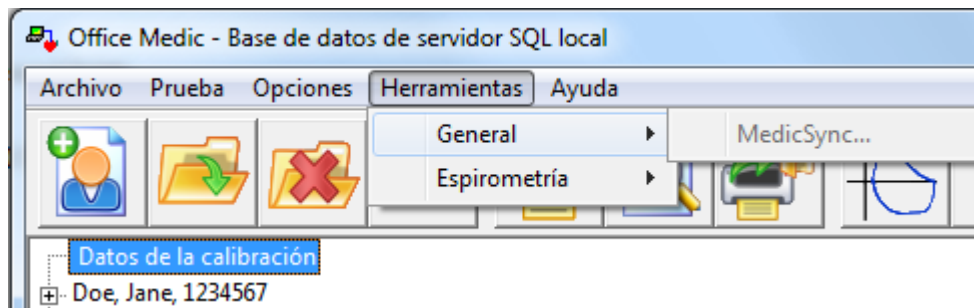 Office Medic - Base de datos de servidor SQL local
Archivo Prueba Opciones Herramientas Ayuda
General MedicSync...
Espirometría
Datos de la calibración
Doe, Jane, 1234567